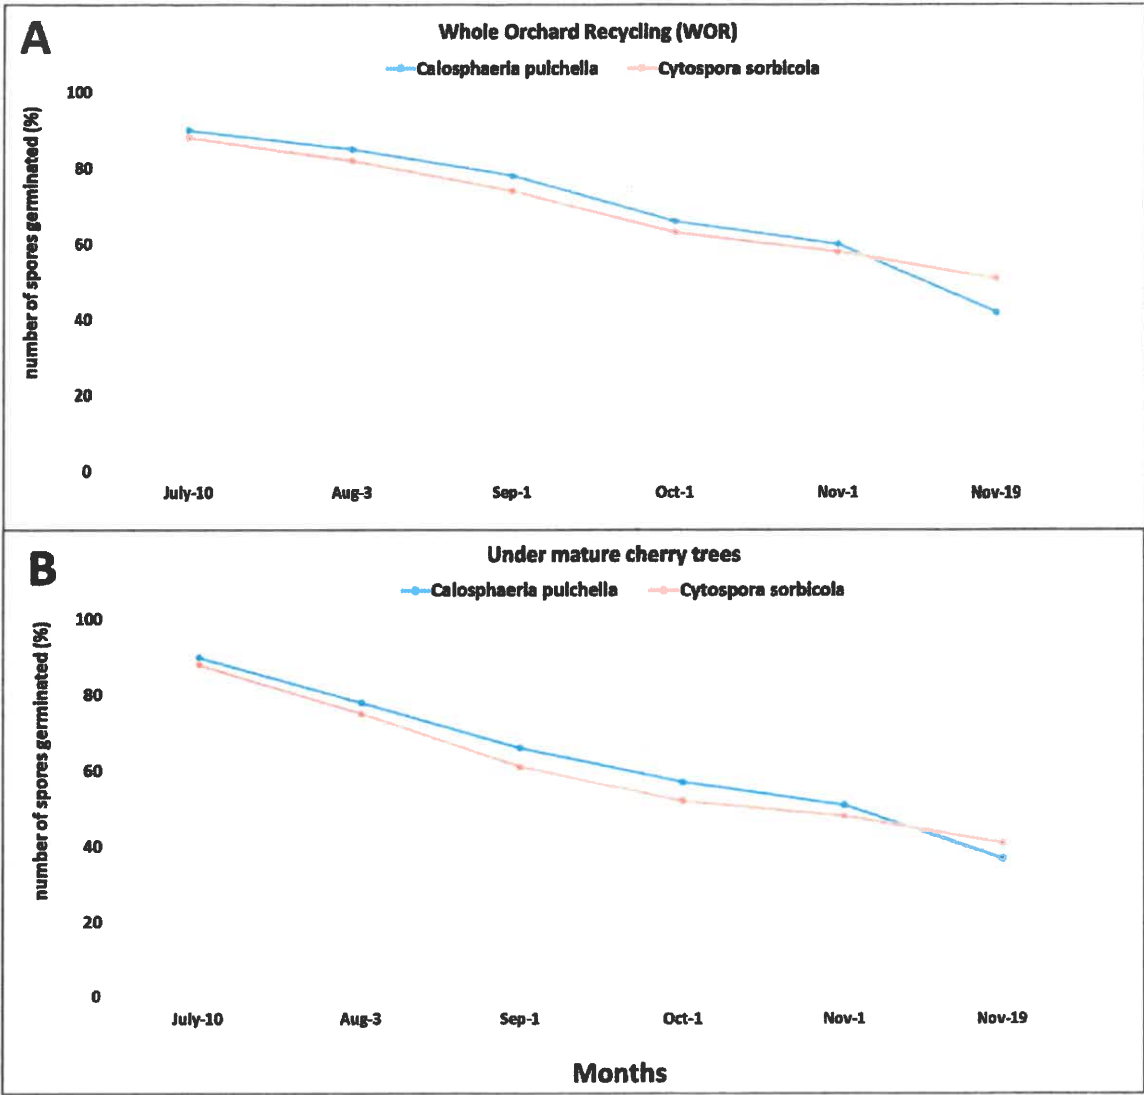 A
Whole Orchard Recycling (WOR)
Calosphaeria pulchella
Cytospora sorbicola
number of spores germinated (%)
100
80
60
40
20
0
July-10 Aug-3 Sep-1 Oct-1 Nov-1 Nov-19
B
Under mature cherry trees
Calosphaeria pulchella
Cytospora sorbicola
number of spores germinated (%)
100
80
60
40
20
0
July-10 Aug-3 Sep-1 Oct-1 Nov-1 Nov-19
Months